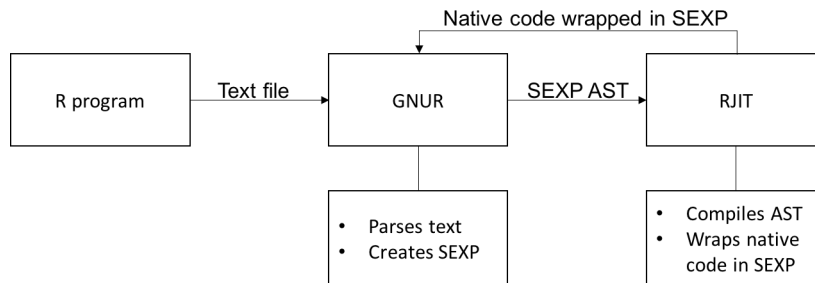 Native code wrapped in SEXP
R program
Text file
GNUR
SEXP AST
RJIT
• Parses text
• Creates SEXP
• Compiles AST
• Wraps native
code in SEXP